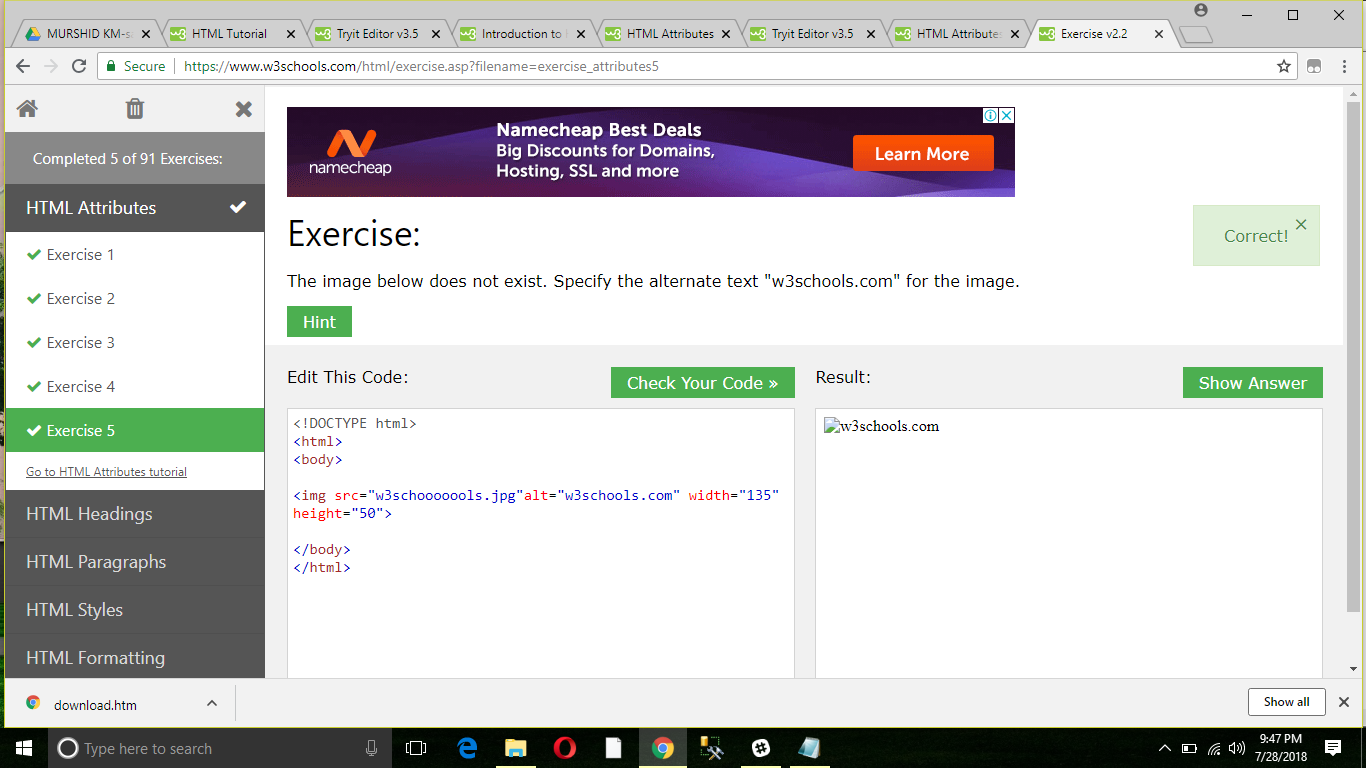 MURSHID KM-s
HTML Tutorial
Tryit Editor v3.5
Introduction to
HTML Attributes
Tryit Editor v3.5
HTML Attributes
Exercise v2.2
Secure
https://www.w3schools.com/html/exercise.asp?filename=exercise_attributes5
Completed 5 of 91 Exercises:
HTML Attributes
Exercise 1
Exercise 2
Exercise 3
Exercise 4
Exercise 5
Go to HTML Attributes tutorial
HTML Headings
HTML Paragraphs
HTML Styles
HTML Formatting
namecheap
Namecheap Best Deals
Big Discounts for Domains,
Hosting, SSL and more
Learn More
Exercise:
Correct!
The image below does not exist. Specify the alternate text "w3schools.com" for the image.
Hint
Edit This Code:
Check Your Code »
Result:
Show Answer
<!DOCTYPE html>
<html>
<body>
<img src="w3schooooools.jpg"alt="w3schools.com" width="135"
height="50">
</body>
</html>
w3schools.com
download.htm
Show all
Type here to search
9:47 PM
7/28/2018